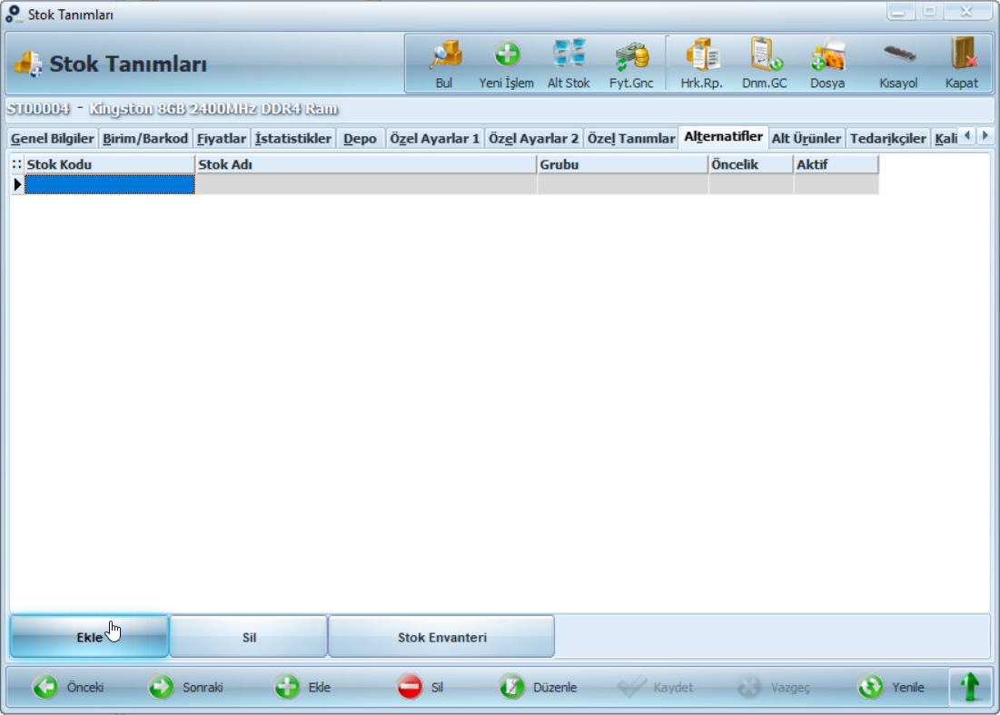 Stok Tanımları
Stok Tanımları
Bul Yeni İşlem Alt Stok Fyt.Gnc Hrk.Rp. Dnm.GC Dosya Kısayol Kapat
ST00004 - Kingston 8GB 2400MHz DDR4 Ram
Genel Bilgiler Birim/Barkod Fiyatlar İstatistikler Depo Özel Ayarlar 1 Özel Ayarlar 2 Özel Tanımlar Alternatifler Alt Ürünler Tedarikçiler Kali
Stok Kodu Stok Adı Grubu Öncelik Aktif
Ekle Sil Stok Envanteri
Önceki Sonraki Ekle Sil Düzenle Kaydet Vazgeç Yenile